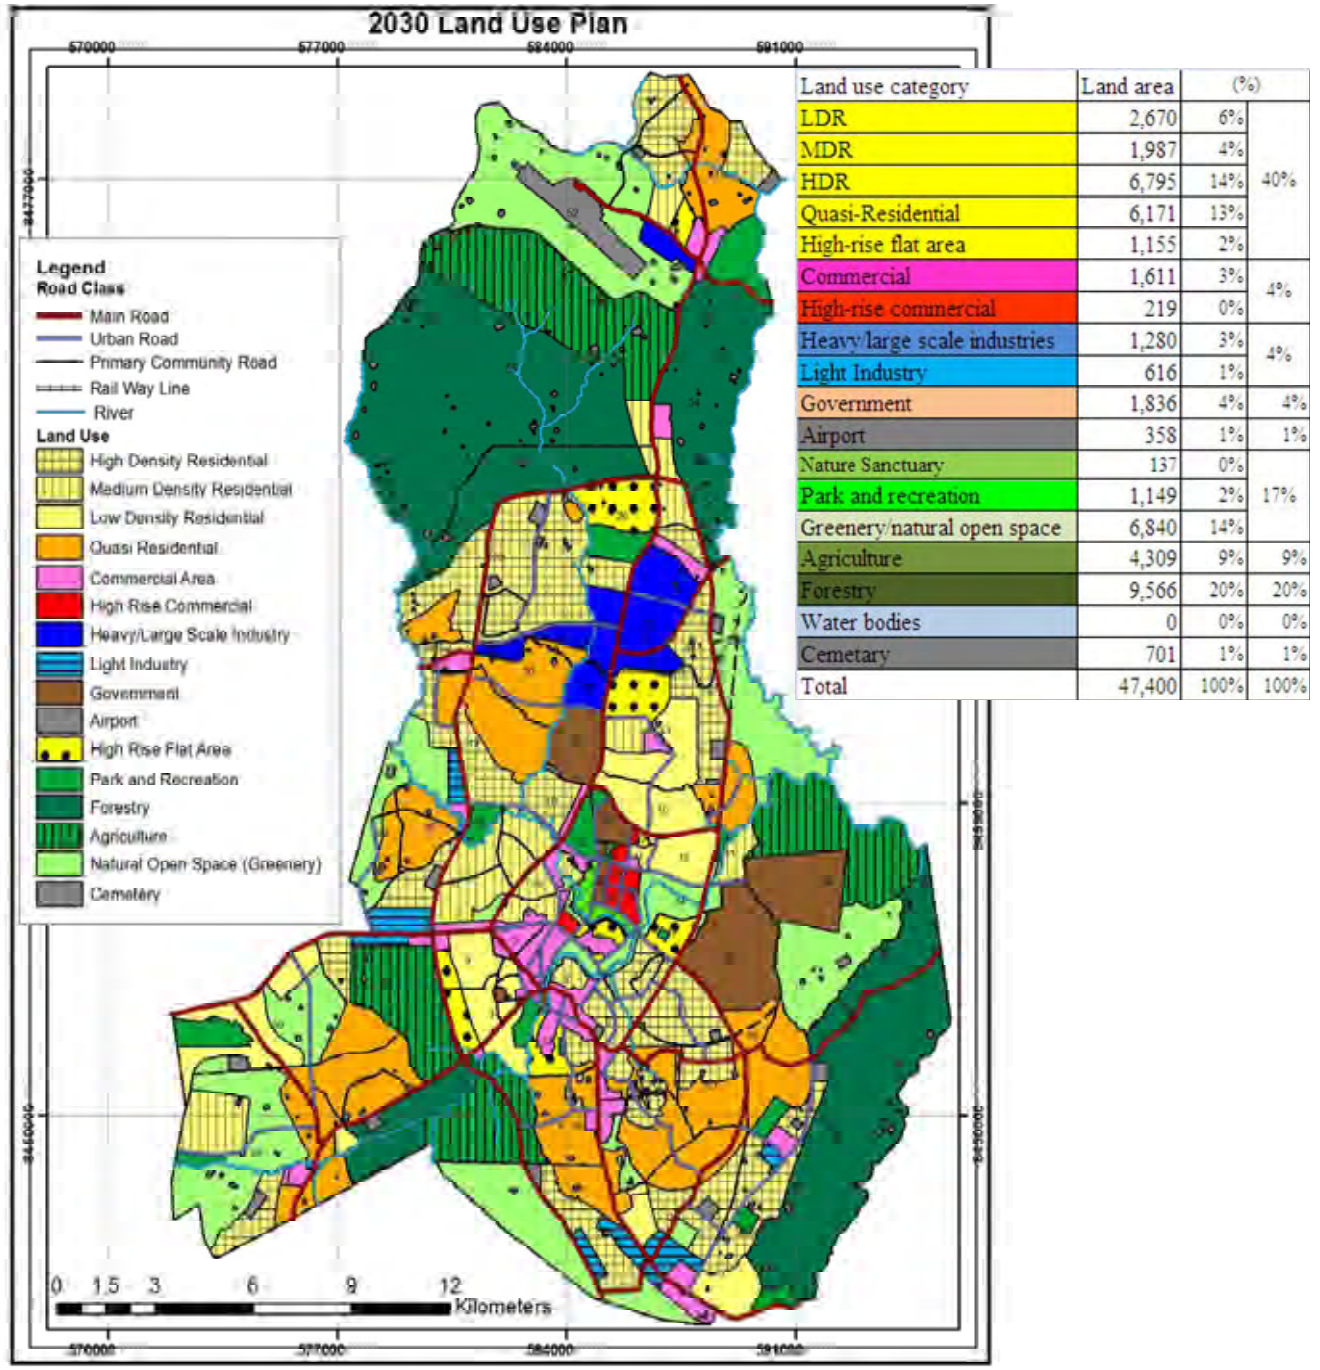 2030 Land Use Plan
570000 577000 584000 591000
Land use category Land area (%)
LDR 2,670 6%
MDR 1,987 4%
HDR 6,795 14% 40%
Quasi-Residential 6,171 13%
High-rise flat area 1,155 2%
Commercial 1,611 3%
4%
High-rise commercial 219 0%
Heavy/large scale industries 1,280 3%
4%
Light Industry 616 1%
Government 1,836 4% 4%
Airport 358 1% 1%
Nature Sanctuary 137 0%
Park and recreation 1,149 2% 17%
Greenery/natural open space 6,840 14%
Agriculture 4,309 9% 9%
Forestry 9,566 20% 20%
Water bodies 0 0% 0%
Cemetary 701 1% 1%
Total 47,400 100% 100%
8477000
Legend
Road Class
Main Road
Urban Road
Primary Community Road
Rail Way Line
River
Land Use
High Density Residential
Medium Density Residential
Low Density Residential
Quasi Residential
Commercial Area
High Rise Commercial
Heavy/Large Scale Industry
Light Industry
Government
Airport
High Rise Flat Area
Park and Recreation
Forestry
Agriculture
Natural Open Space (Greenery)
Cemetery
0 1.5 3 6 9 12
Kilometers
570000 577000 584000 591000